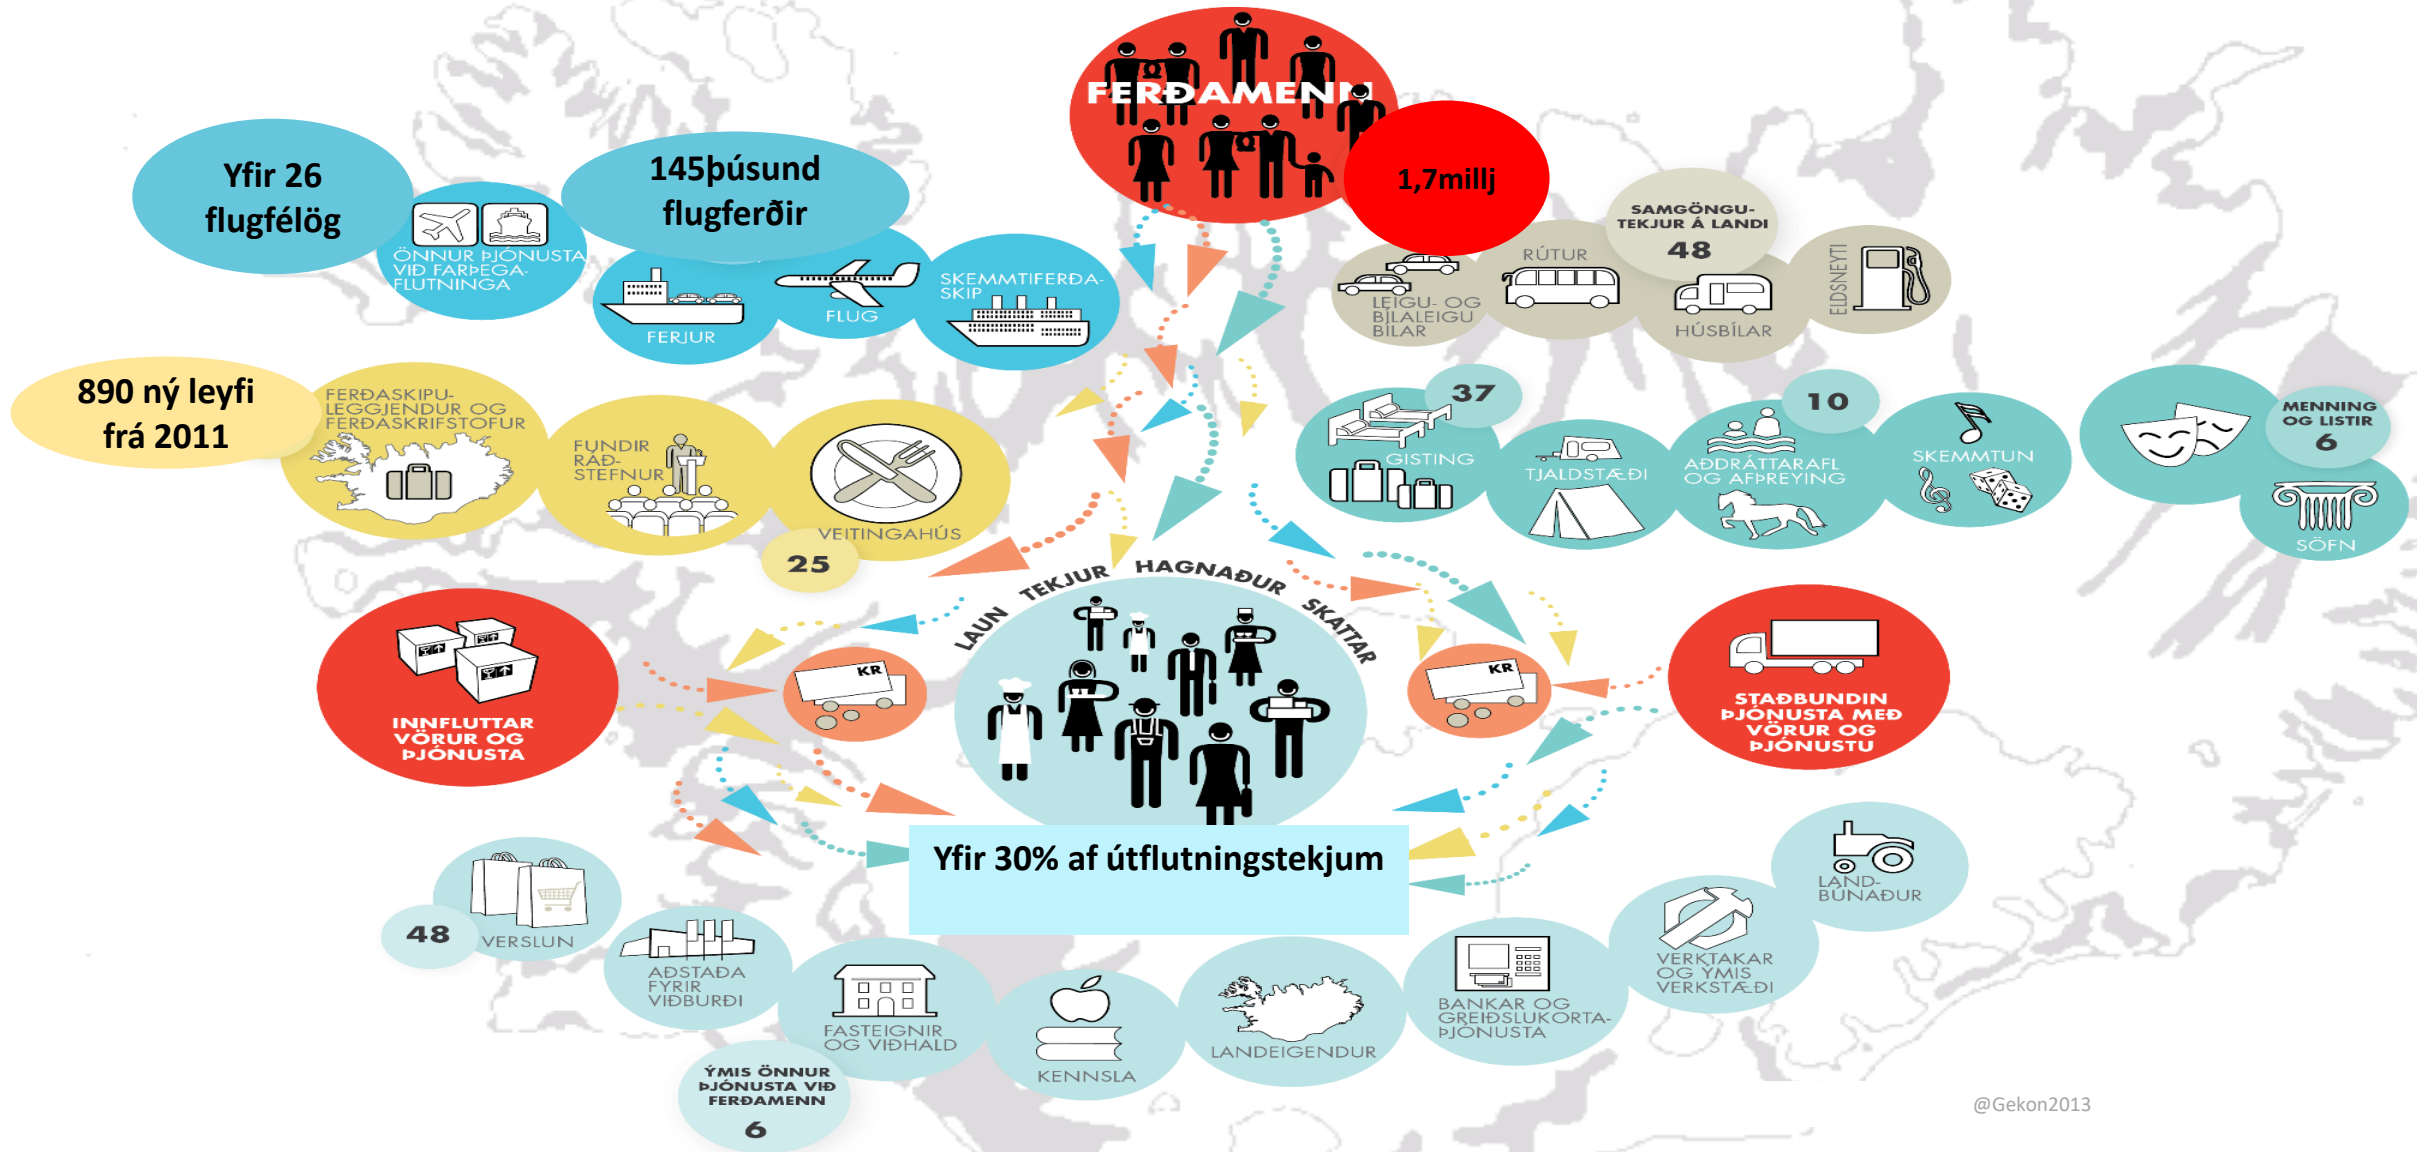 FERÐAMENN
1,7millj
Yfir 26
flugfélög
145þúsund
flugferðir
ÖNNUR ÞJÓNUSTA
VIÐ FARÞEGA-
FLUTNINGA
FERJUR
FLUG
SKEMMTIFERÐA-
SKIP
LEIGU- OG
BÍLALEIGU
BÍLAR
RÚTUR
SAMGÖNGU-
TEKJUR Á LANDI
48
HÚSBÍLAR
ELDSNEYTI
890 ný leyfi
frá 2011
FERÐASKIPU-
LEGGJENDUR OG
FERÐASKRIFSTOFUR
FUNDIR
RÁÐ-
STEFNUR
VEITINGAHÚS
25
37
GISTING
TJALDSTÆÐI
10
AÐDRÁTTARAFL
OG AFÞREYING
SKEMMTUN
MENNING
OG LISTIR
6
SÖFN
LAUN TEKJUR HAGNAÐUR SKATTAR
INNFLUTTAR
VÖRUR OG
ÞJÓNUSTA
KR
KR
STAÐBUNDIN
ÞJÓNUSTA MEÐ
VÖRUR OG
ÞJÓNUSTU
Yfir 30% af útflutningstekjum
48
VERSLUN
AÐSTAÐA
FYRIR
VIÐBURÐI
FASTEIGNIR
OG VIÐHALD
ÝMIS ÖNNUR
ÞJÓNUSTA VIÐ
FERÐAMENN
6
KENNSLA
LANDEIGENDUR
BANKAR OG
GREIÐSLUKORTA-
ÞJÓNUSTA
VERKTAKAR
OG ÝMIS
VERKSTÆÐI
LAND-
BÚNAÐUR
@Gekon2013